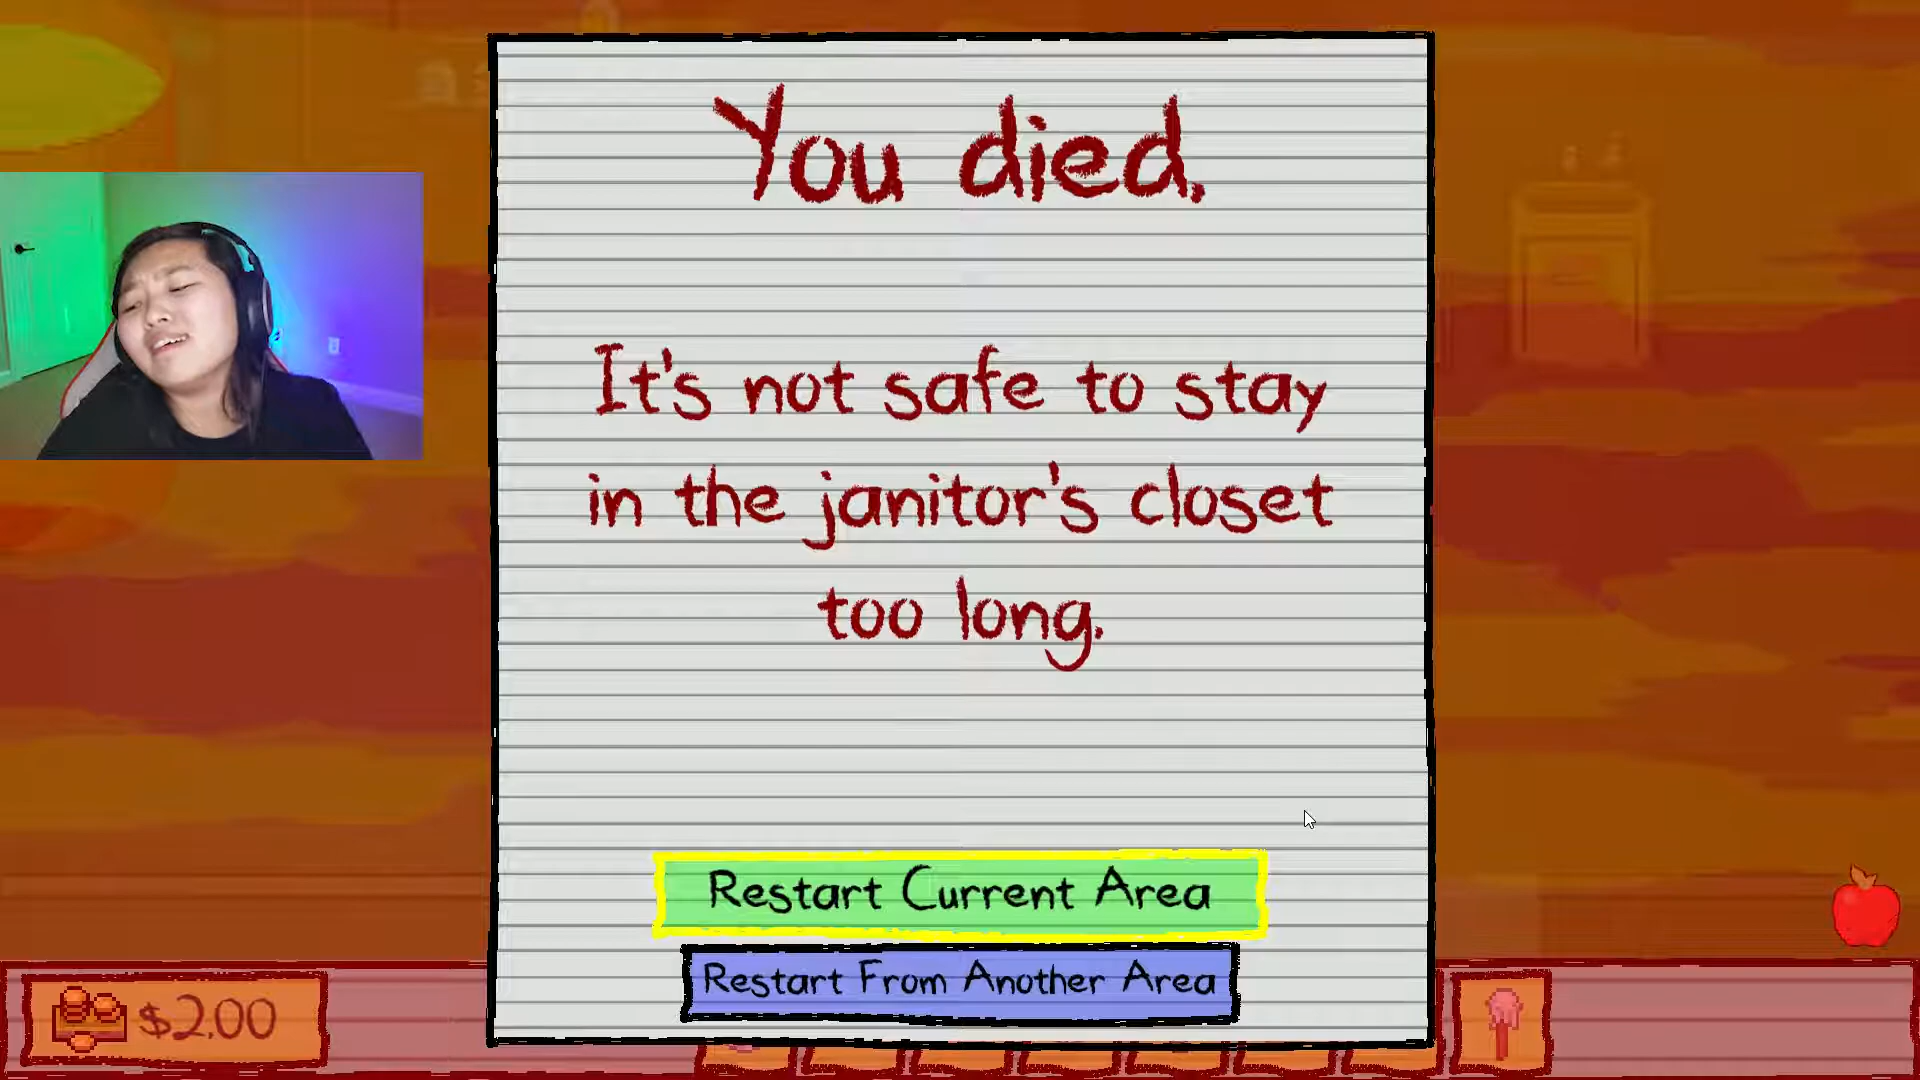 You died.
It's not safe to stay
in the janitor's closet
too long.
Restart Current Area
Restart From Another Area
$2.00